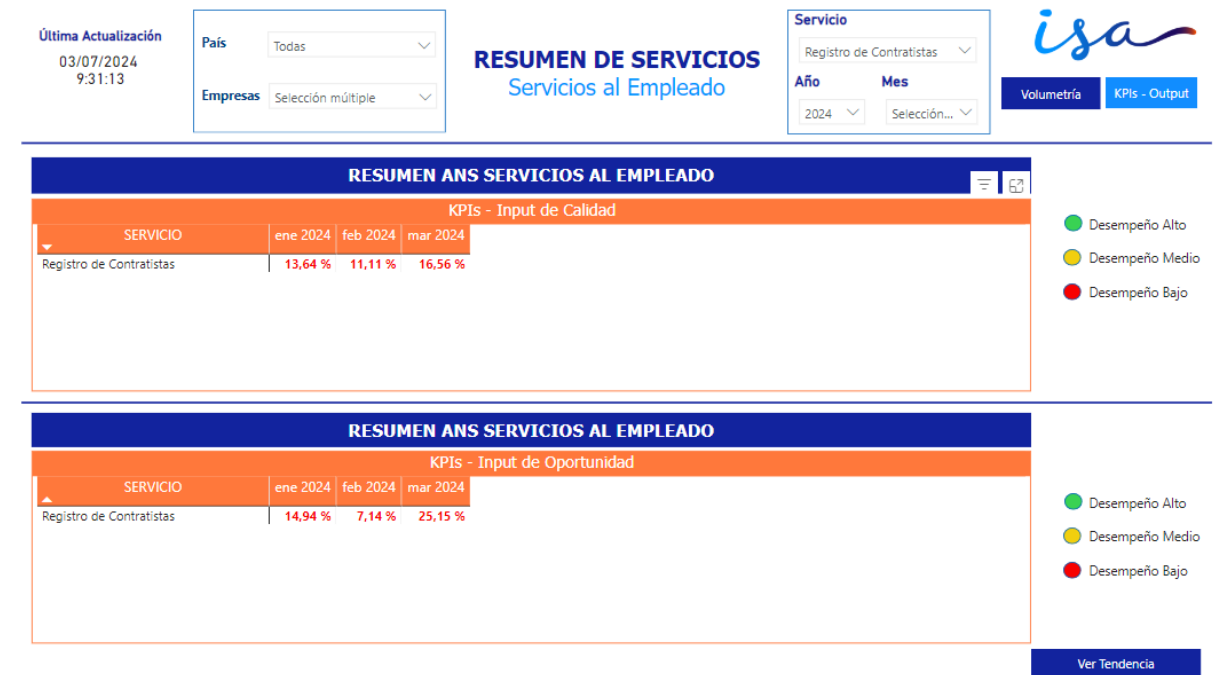 Última Actualización
03/07/2024
9:31:13
País
Todas
Empresas
Selección múltiple
RESUMEN DE SERVICIOS
Servicios al Empleado
Servicio
Registro de Contratistas
Año
Mes
2024
Selección...
isa
Volumetría
KPIs - Output
RESUMEN ANS SERVICIOS AL EMPLEADO
KPIs - Input de Calidad
SERVICIO ene 2024 feb 2024 mar 2024
Registro de Contratistas 13,64 % 11,11 % 16,56 %
Desempeño Alto
Desempeño Medio
Desempeño Bajo
RESUMEN ANS SERVICIOS AL EMPLEADO
KPIs - Input de Oportunidad
SERVICIO ene 2024 feb 2024 mar 2024
Registro de Contratistas 14,94 % 7,14 % 25,15 %
Desempeño Alto
Desempeño Medio
Desempeño Bajo
Ver Tendencia